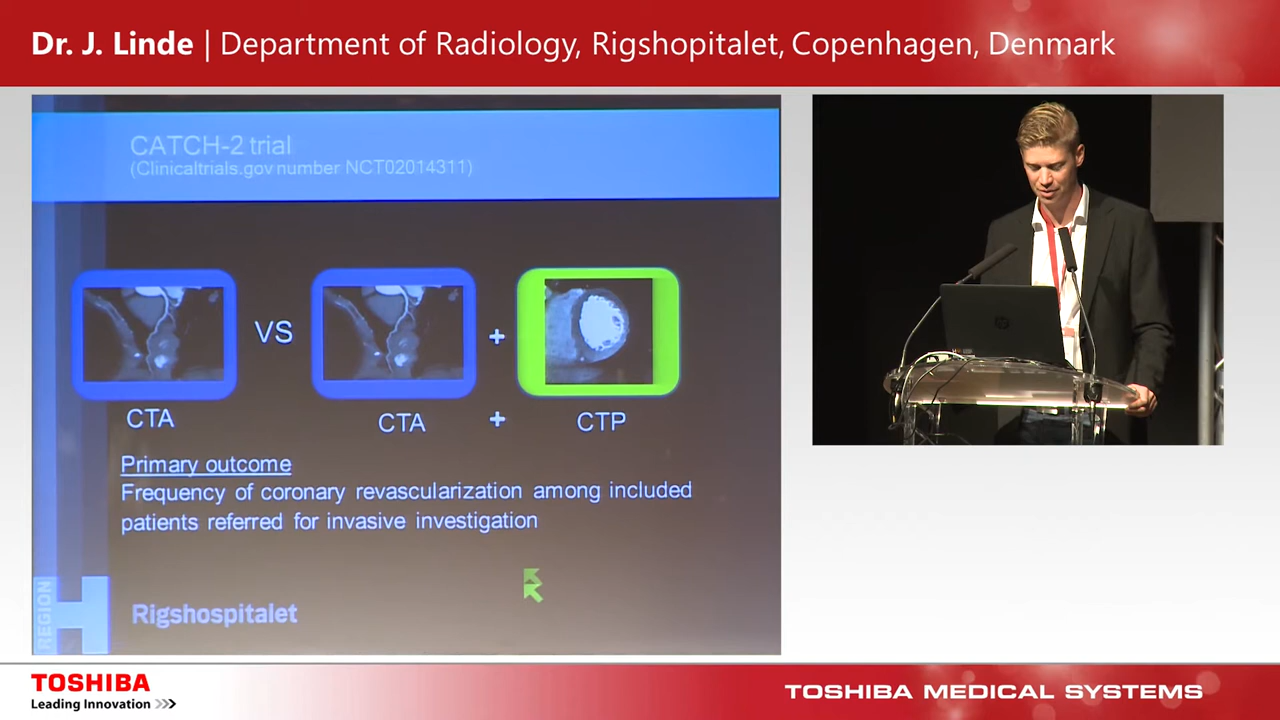 Dr. J. Linde | Department of Radiology, Rigshopitalet, Copenhagen, Denmark
CATCH-2 trial
(Clinicaltrials.gov number NCT02014311)
VS
+
CTA
CTA + CTP
Primary outcome
Frequency of coronary revascularization among included
patients referred for invasive investigation
REGION
H
Rigshospitalet
TOSHIBA
Leading Innovation >>>
TOSHIBA MEDICAL SYSTEMS